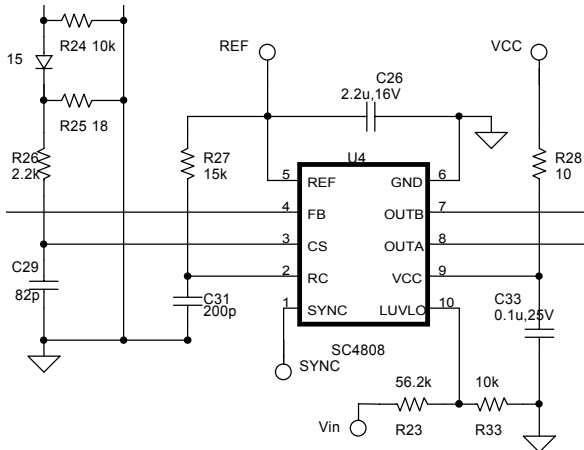 R24 10k
15
R25 18
R26
2.2k
C29
82p
REF
R27
15k
C31
200p
C26
2.2u,16V
VCC
R28
10
U4
5 REF GND 6
4 FB OUTB 7
3 CS OUTA 8
2 RC VCC 9
1 SYNC LUVLO 10
SC4808
SYNC
C33
0.1u,25V
56.2k 10k
Vin R23 R33